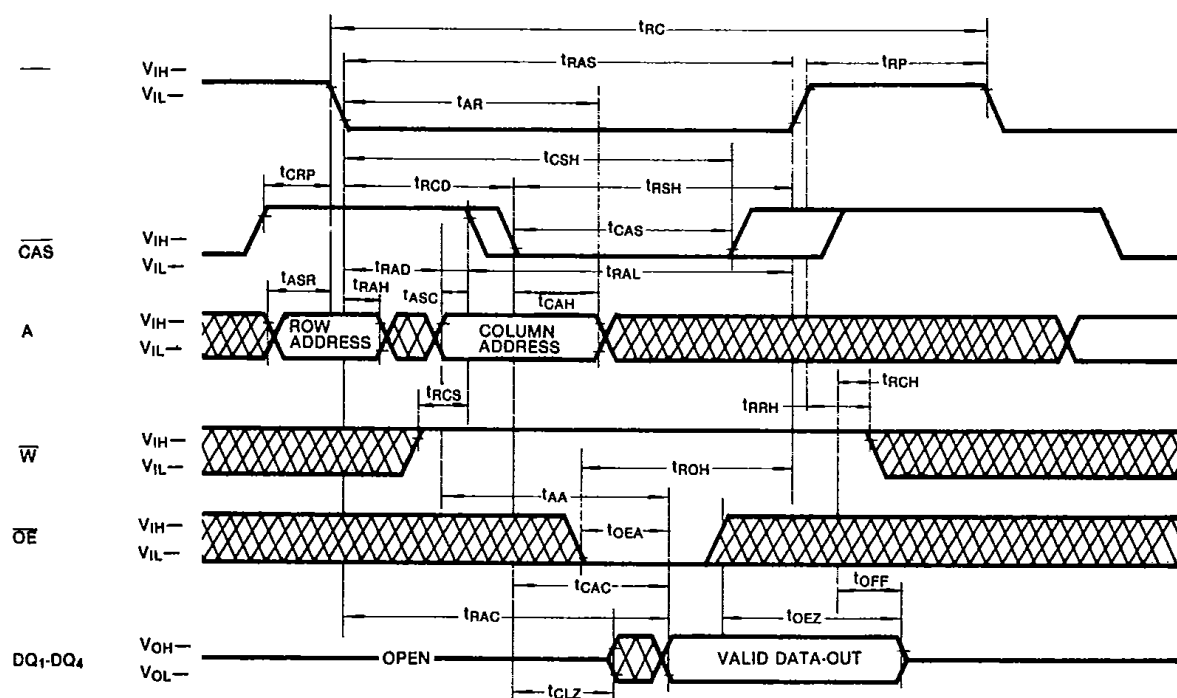 tRC
tRAS
tRP
VIH
VIL
tAR
tCSH
tCRP
tRCD
tRSH
CAS
VIH
VIL
tCAS
tRAD
tRAL
tASR
tRAH
tASC
tCAH
A
VIH
VIL
ROW ADDRESS
COLUMN ADDRESS
tRCH
tRCS
tRRH
W
VIH
VIL
tROH
tAA
OE
VIH
VIL
tOEA
tCAC
tOFF
tRAC
tOEZ
DQ1-DQ4
VOH
VOL
OPEN
VALID DATA-OUT
tCLZ